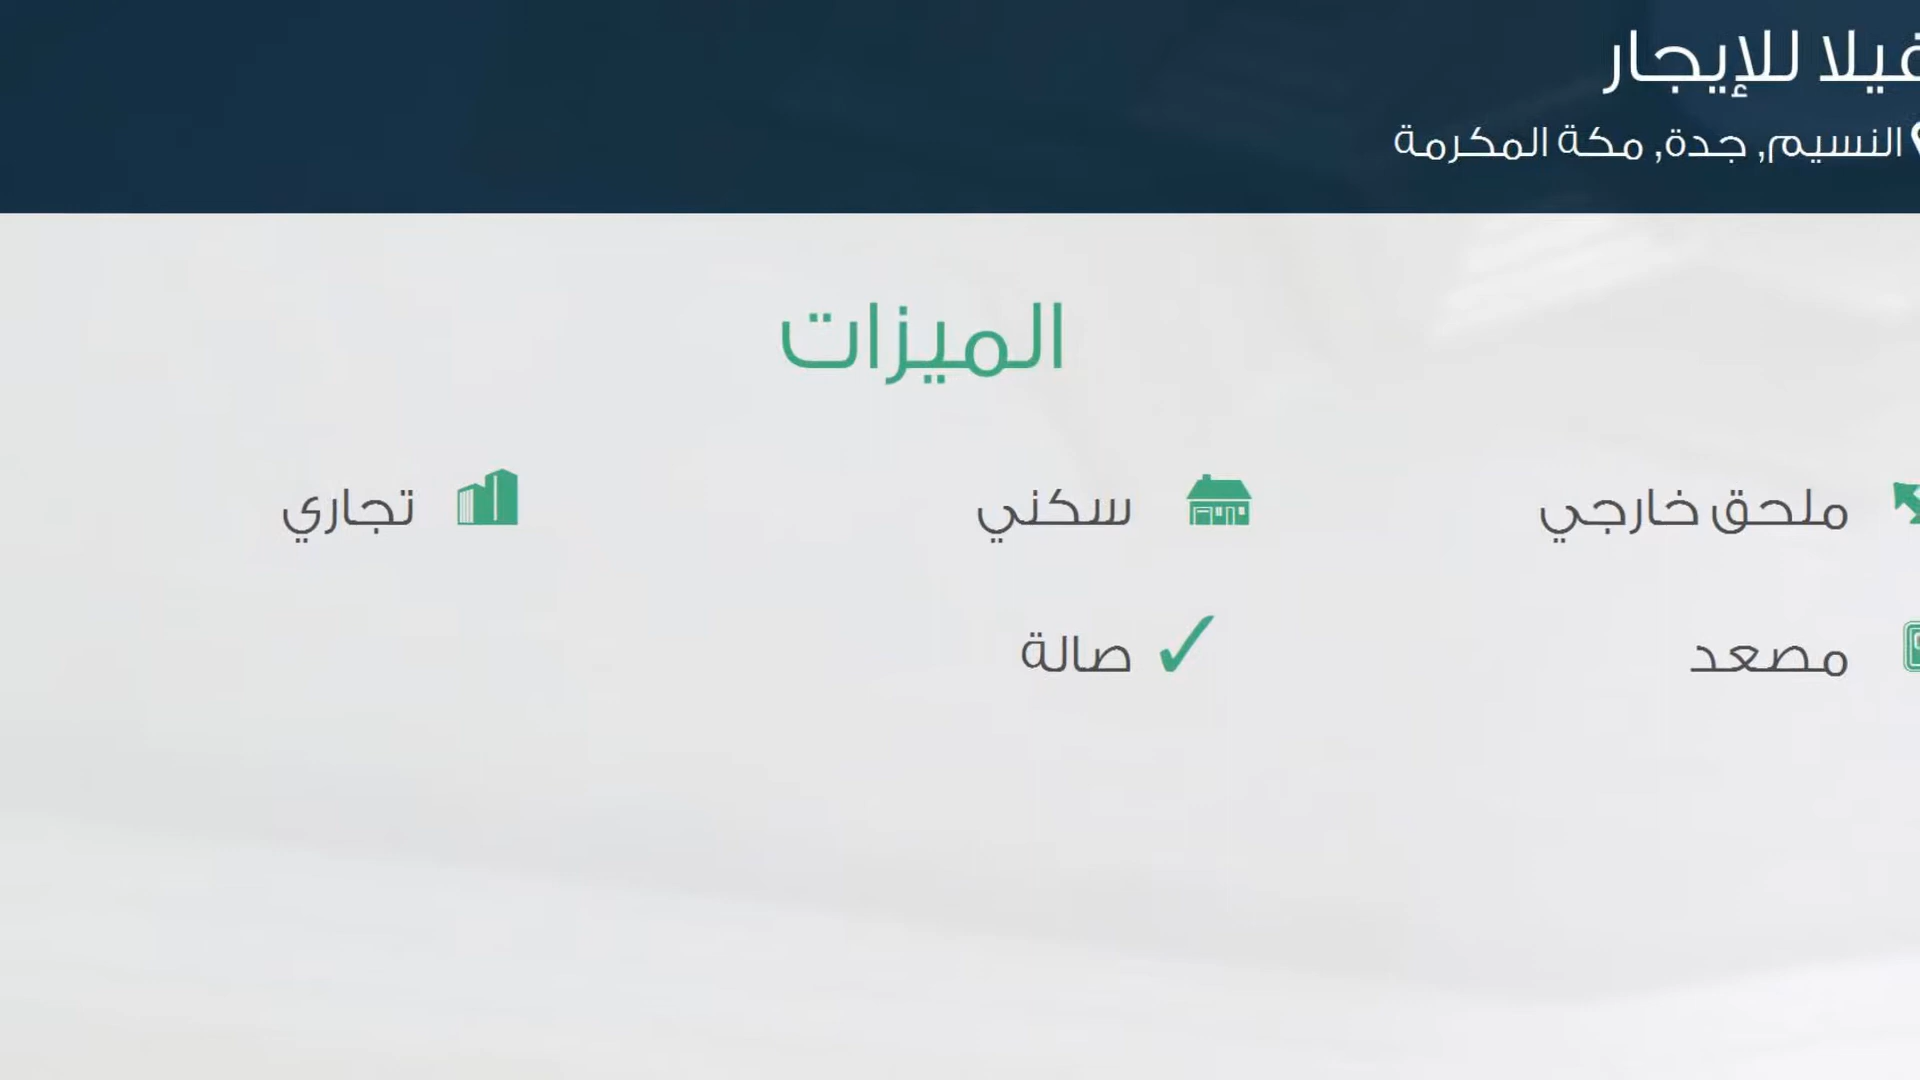 فيلا للإيجار
النسيم, جدة, مكة المكرمة
الميزات
ملحق خارجي
سكني
تجاري
مصعد
صالة